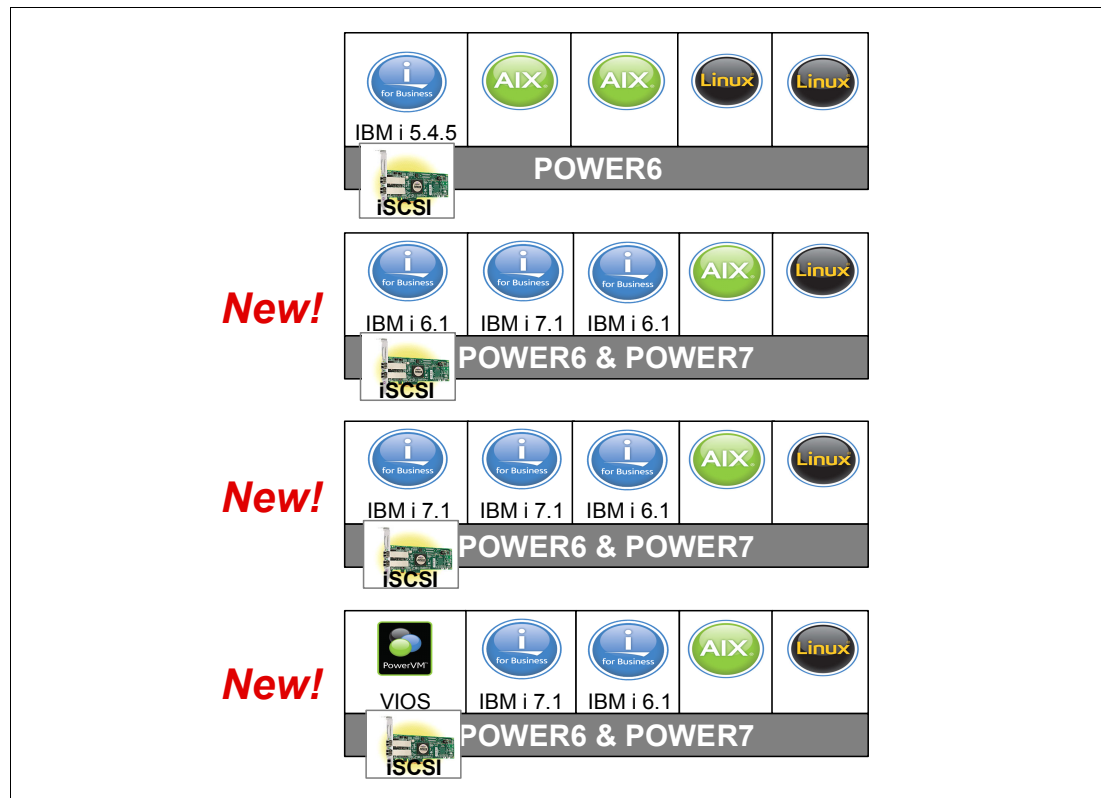 i i
for Business AIX AIX Linux Linux
IBM i 5.4.5
POWER6
iSCSI
i i i
for Business for Business for Business AIX Linux
New!
IBM i 6.1 IBM i 7.1 IBM i 6.1
POWER6 & POWER7
iSCSI
i i i
for Business for Business for Business AIX Linux
New!
IBM i 7.1 IBM i 7.1 IBM i 6.1
POWER6 & POWER7
iSCSI
i i
PowerVM™ for Business for Business AIX Linux
New!
VIOS IBM i 7.1 IBM i 6.1
POWER6 & POWER7
iSCSI